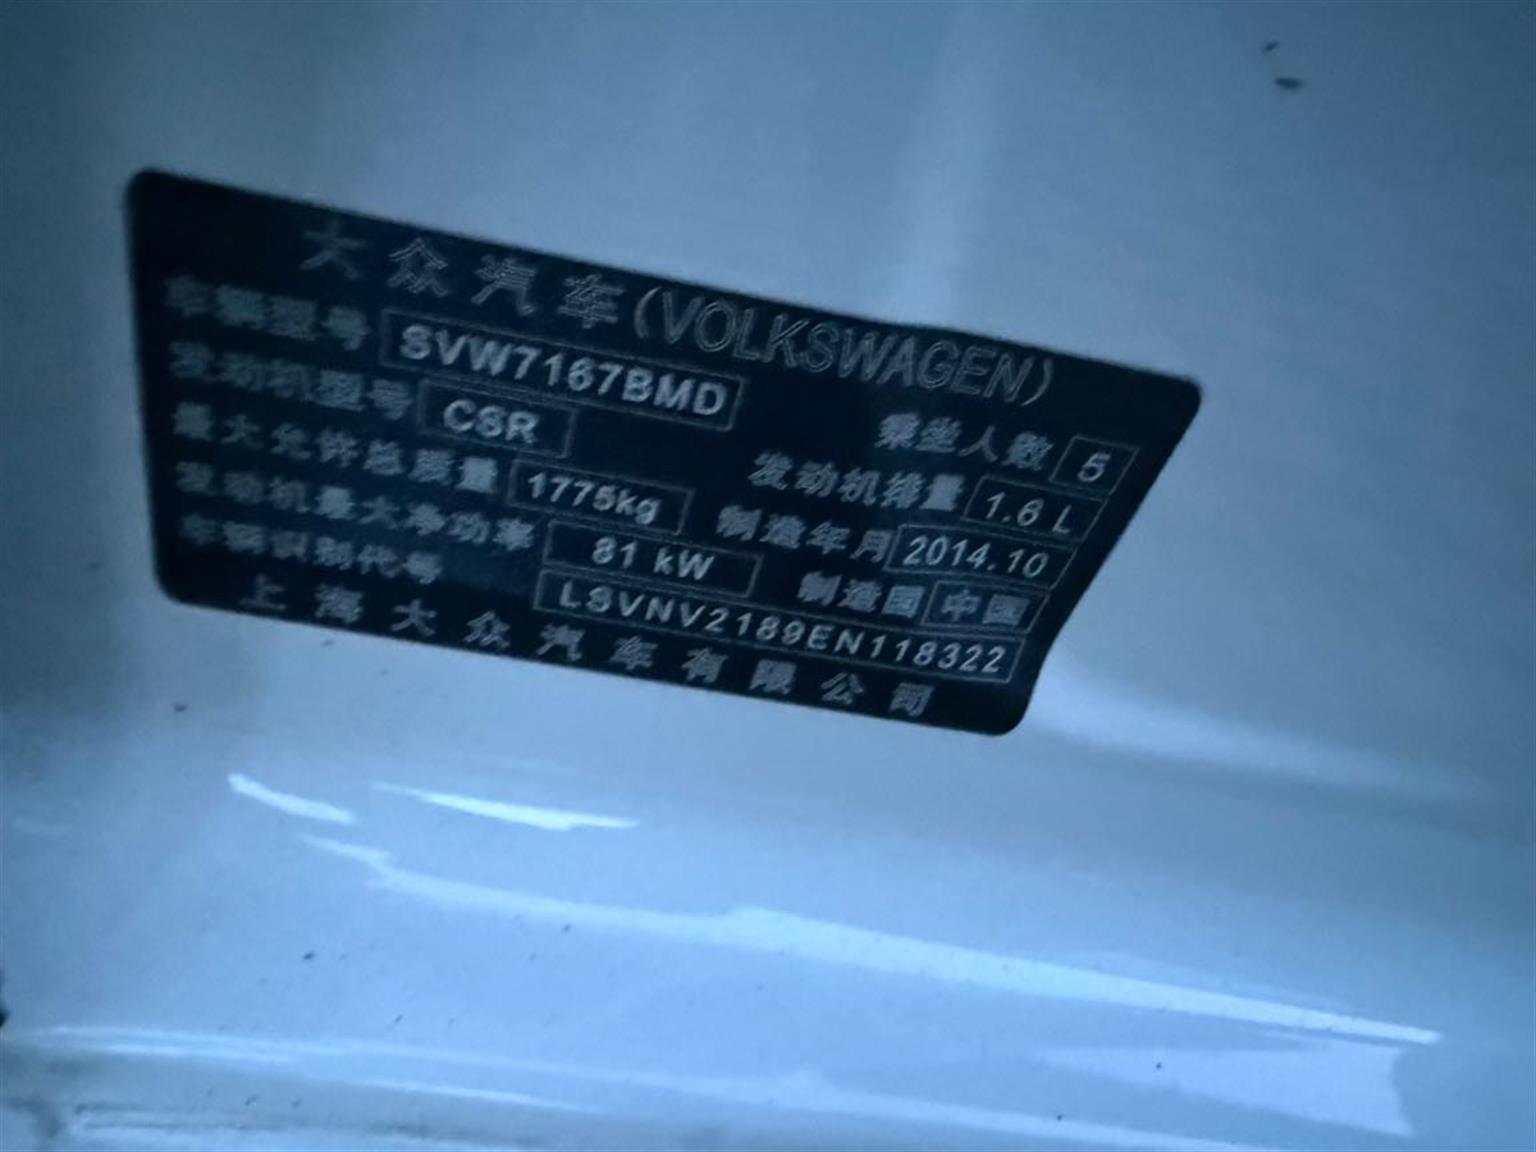 大众汽车(VOLKSWAGEN)
车辆型号 SVW7167BMD 乘坐人数 5
发动机型号 CSR 发动机排量 1.6 L
最大允许总质量 1775kg 制造年月 2014.10
发动机最大净功率 81 kW 制造国 中国
车辆识别代号 LSVNV2189EN118322
上海大众汽车有限公司